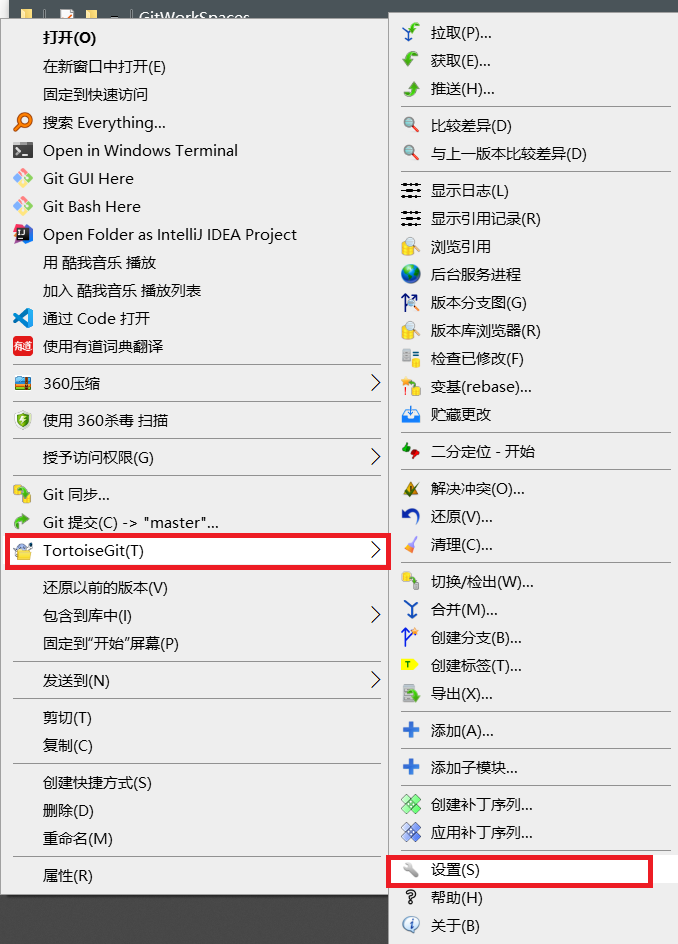 GitWorkSpaces
打开(O)
在新窗口中打开(E)
固定到快速访问
搜索 Everything...
Open in Windows Terminal
Git GUI Here
Git Bash Here
Open Folder as IntelliJ IDEA Project
用 酷我音乐 播放
加入 酷我音乐 播放列表
通过 Code 打开
有道 使用有道词典翻译
360压缩
使用 360杀毒 扫描
授予访问权限(G)
Git 同步...
Git 提交(C) -> "master"...
TortoiseGit(T)
还原以前的版本(V)
包含到库中(I)
固定到“开始”屏幕(P)
发送到(N)
剪切(T)
复制(C)
创建快捷方式(S)
删除(D)
重命名(M)
属性(R)
拉取(P)...
获取(E)...
推送(H)...
比较差异(D)
与上一版本比较差异(D)
显示日志(L)
显示引用记录(R)
浏览引用
后台服务进程
版本分支图(G)
版本库浏览器(R)
检查已修改(F)
变基(rebase)...
贮藏更改
二分定位 - 开始
解决冲突(O)...
还原(V)...
清理(C)...
切换/检出(W)...
合并(M)...
创建分支(B)...
创建标签(T)...
导出(X)...
添加(A)...
添加子模块...
创建补丁序列...
应用补丁序列...
设置(S)
帮助(H)
关于(B)